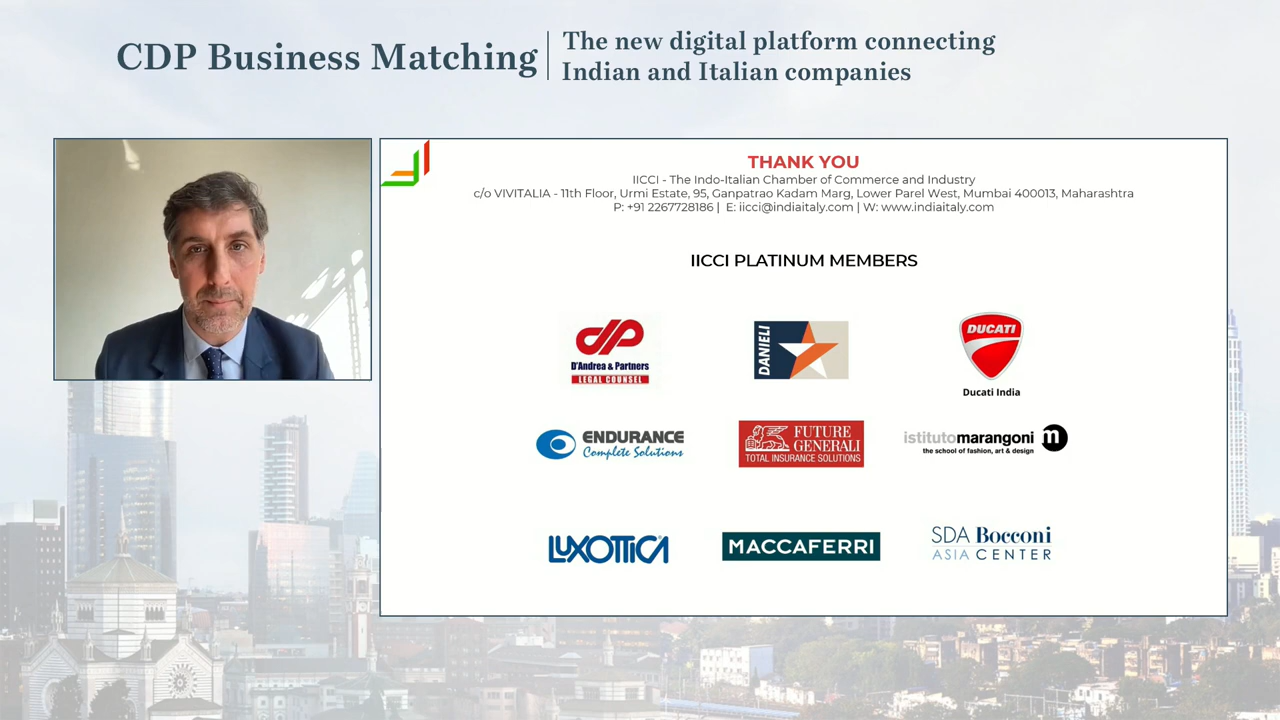 CDP Business Matching
The new digital platform connecting
Indian and Italian companies
THANK YOU
IICCI - The Indo-Italian Chamber of Commerce and Industry
c/o VIVITALIA - 11th Floor, Urmi Estate, 95, Ganpatrao Kadam Marg, Lower Parel West, Mumbai 400013, Maharashtra
P: +91 2267728186 | E: iicci@indiaitaly.com | W: www.indiaitaly.com
IICCI PLATINUM MEMBERS
dp
D'Andrea & Partners
LEGAL COUNSEL
DANIELI
DUCATI
Ducati India
ENDURANCE
Complete Solutions
FUTURE
GENERALI
TOTAL INSURANCE SOLUTIONS
istitutomarangoni m
the school of fashion, art & design
LUXOTTICA
MACCAFERRI
SDA Bocconi
ASIA CENTER